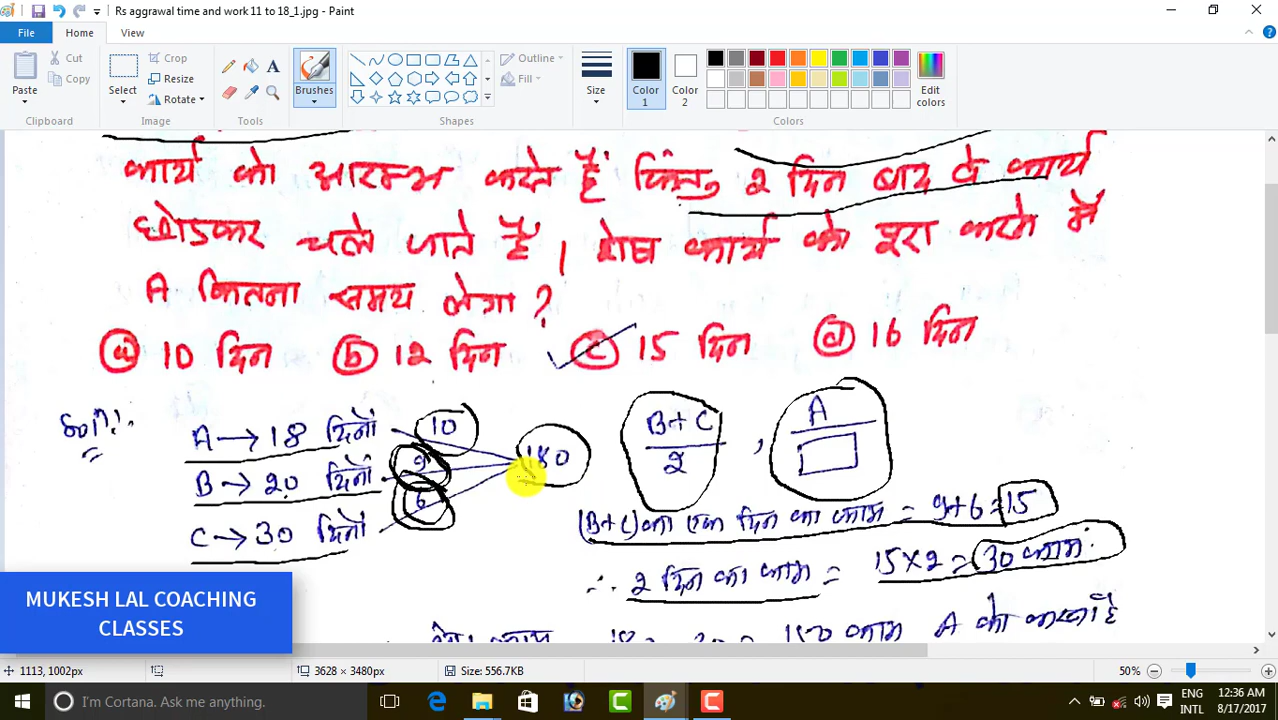 Rs aggrawal time and work 11 to 18_1.jpg - Paint
File Home View
Paste Cut Copy Clipboard
Select Crop Resize Rotate Image
Tools
Brushes
Outline Fill Shapes
Size
Color 1 Color 2 Edit colors Colors
कार्य को आरम्भ करते हैं किन्तु 2 दिन बाद वे कार्य
छोडकर चले जाते हैं । शेष कार्य को पूरा करने में
A कितना समय लेगा ?
(a) 10 दिन (b) 12 दिन (c) 15 दिन (d) 16 दिन
Soln:-
A → 18 दिनों 10
B → 20 दिनों 9
C → 30 दिनों 6
180
B+C
2
, A
(B+C) का एक दिन का काम = 9+6 = 15
∴ 2 दिन का काम = 15×2 = 30 काम
काम A को करना है
MUKESH LAL COACHING
CLASSES
1113, 1002px 3628 × 3480px Size: 556.7KB 50%
I'm Cortana. Ask me anything.
ENG
INTL
12:36 AM
8/17/2017